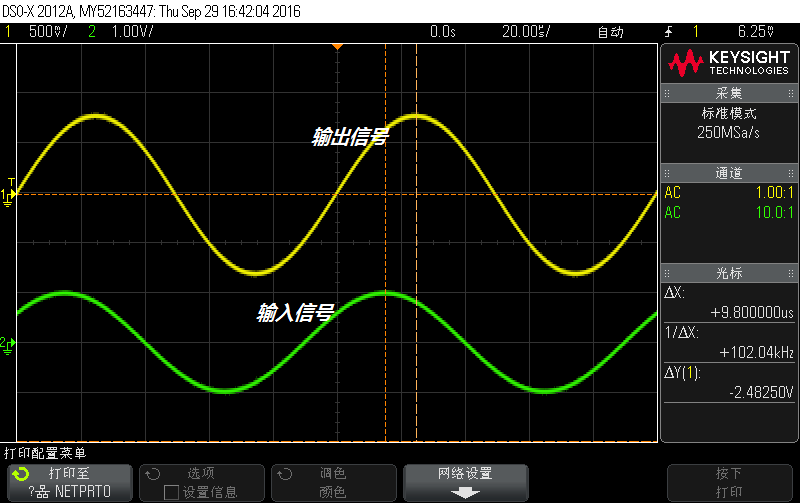 DSO-X 2012A, MY52163447: Thu Sep 29 16:42:04 2016
1 500㎷/ 2 1.00V/ 0.0s 20.00㎲/ 自动 1 6.25㎷
KEYSIGHT
TECHNOLOGIES
采集
标准模式
250MSa/s
通道
AC 1.00:1
AC 10.0:1
光标
ΔX:
+9.800000us
1/ΔX:
+102.04kHz
ΔY(1):
-2.48250V
输出信号
T
1
输入信号
2
打印配置菜单
打印至
NETPRT0
选项
设置信息
调色
颜色
网络设置
按下
打印